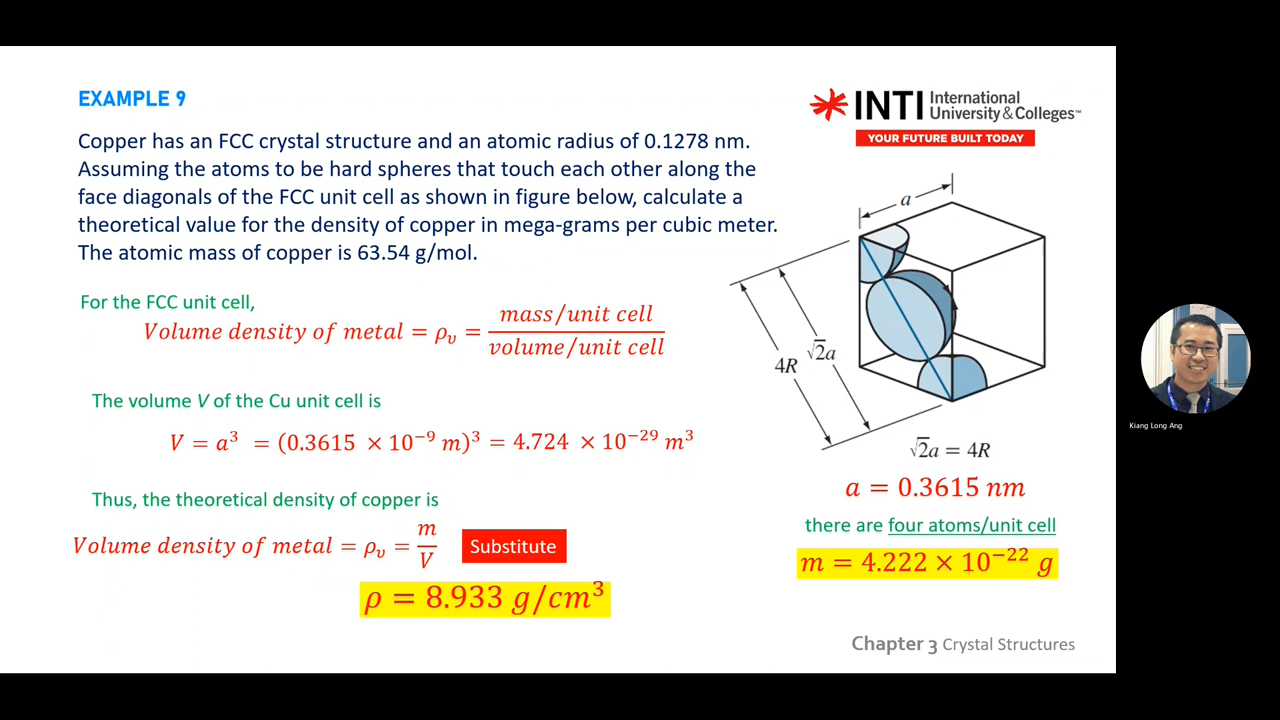 EXAMPLE 9
INTI International
University & Colleges™
YOUR FUTURE BUILT TODAY
Copper has an FCC crystal structure and an atomic radius of 0.1278 nm.
Assuming the atoms to be hard spheres that touch each other along the
face diagonals of the FCC unit cell as shown in figure below, calculate a
theoretical value for the density of copper in mega-grams per cubic meter.
The atomic mass of copper is 63.54 g/mol.
For the FCC unit cell,
Volume density of metal = ρᵥ = mass/unit cell
volume/unit cell
The volume V of the Cu unit cell is
V = a³ = (0.3615 × 10⁻⁹ m)³ = 4.724 × 10⁻²⁹ m³
Thus, the theoretical density of copper is
Volume density of metal = ρᵥ = m/V
Substitute
ρ = 8.933 g/cm³
a
√2a
4R
√2a = 4R
a = 0.3615 nm
there are four atoms/unit cell
m = 4.222 × 10⁻²² g
Chapter 3 Crystal Structures
Kiang Long Ang